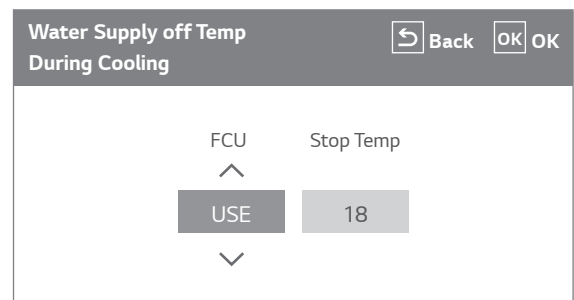 Water Supply off Temp
During Cooling
Back OK OK
FCU Stop Temp
USE 18